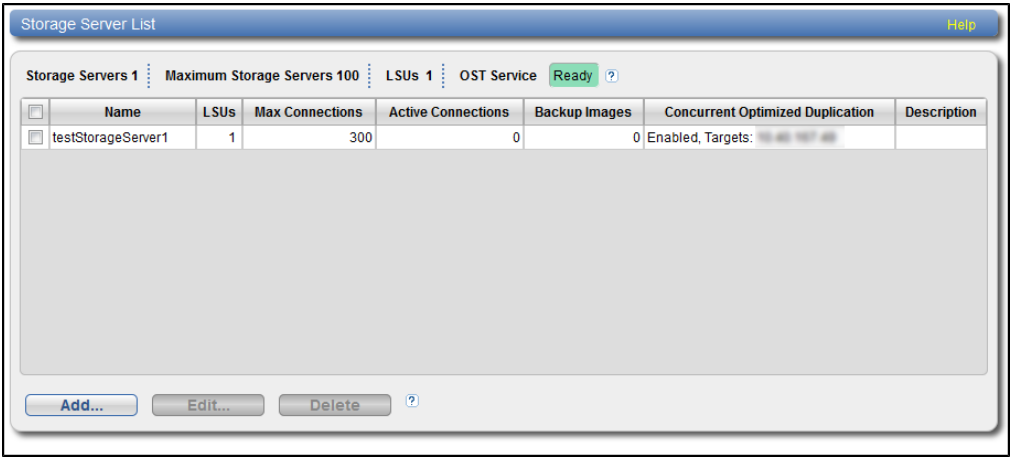 Storage Server List Help
Storage Servers 1 Maximum Storage Servers 100 LSUs 1 OST Service Ready ?
Name LSUs Max Connections Active Connections Backup Images Concurrent Optimized Duplication Description
testStorageServer1 1 300 0 0 Enabled, Targets:
Add... Edit... Delete ?